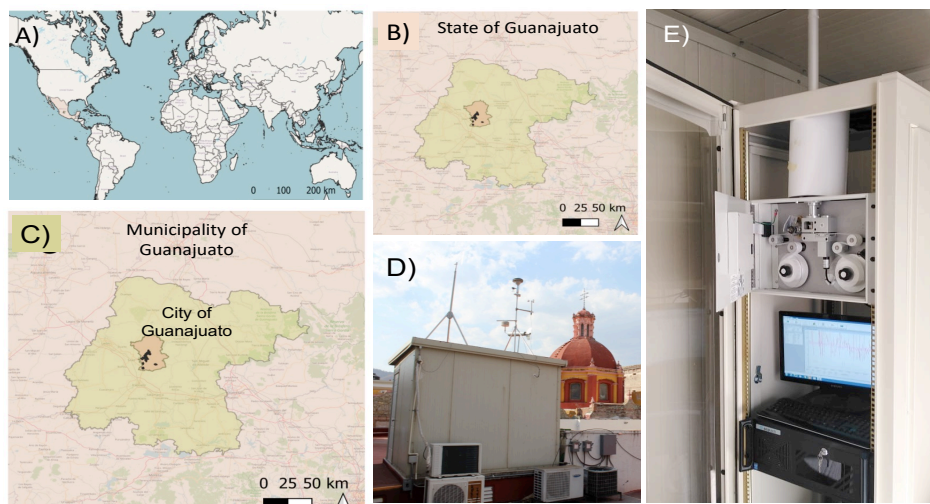 A)
0 100 200 km
B)
State of Guanajuato
0 25 50 km
C)
Municipality of
Guanajuato
City of
Guanajuato
0 25 50 km
D)
E)